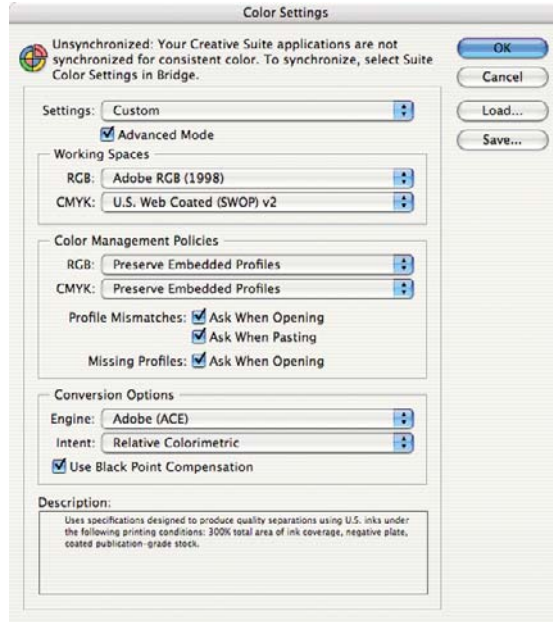 Color Settings
Unsynchronized: Your Creative Suite applications are not
synchronized for consistent color. To synchronize, select Suite
Color Settings in Bridge.
OK
Cancel
Load...
Save...
Settings: Custom
Advanced Mode
Working Spaces
RGB: Adobe RGB (1998)
CMYK: U.S. Web Coated (SWOP) v2
Color Management Policies
RGB: Preserve Embedded Profiles
CMYK: Preserve Embedded Profiles
Profile Mismatches: Ask When Opening
Ask When Pasting
Missing Profiles: Ask When Opening
Conversion Options
Engine: Adobe (ACE)
Intent: Relative Colorimetric
Use Black Point Compensation
Description:
Uses specifications designed to produce quality separations using U.S. inks under
the following printing conditions: 300% total area of ink coverage, negative plate,
coated publication-grade stock.